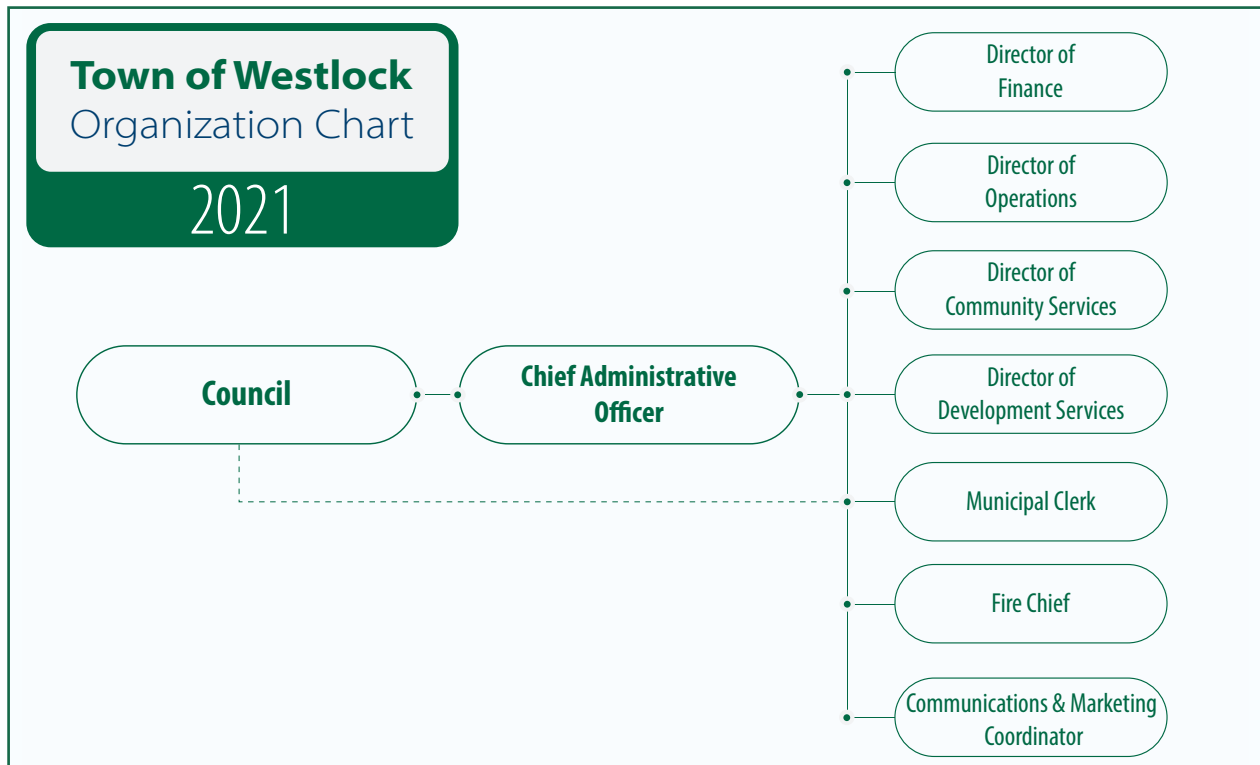 Town of Westlock
Organization Chart
2021
Council
Chief Administrative
Officer
Director of
Finance
Director of
Operations
Director of
Community Services
Director of
Development Services
Municipal Clerk
Fire Chief
Communications & Marketing
Coordinator